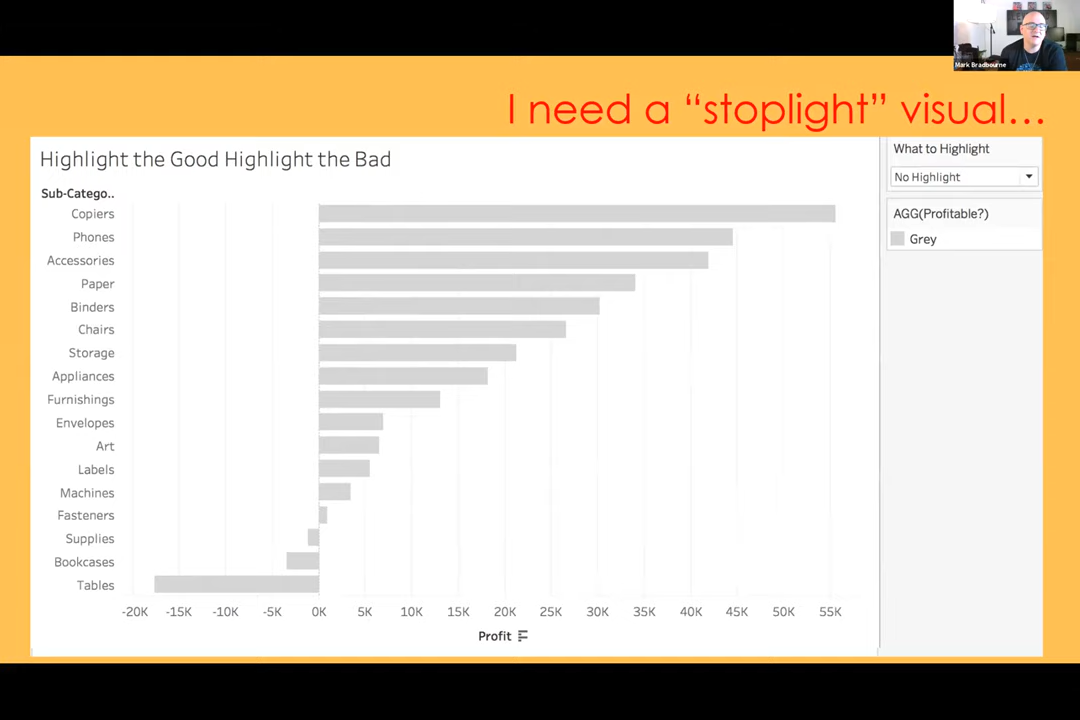 Mark Bradbourne
I need a “stoplight” visual...
Highlight the Good Highlight the Bad
What to Highlight
No Highlight
AGG(Profitable?)
Grey
Sub-Catego..
Copiers
Phones
Accessories
Paper
Binders
Chairs
Storage
Appliances
Furnishings
Envelopes
Art
Labels
Machines
Fasteners
Supplies
Bookcases
Tables
-20K -15K -10K -5K 0K 5K 10K 15K 20K 25K 30K 35K 40K 45K 50K 55K
Profit